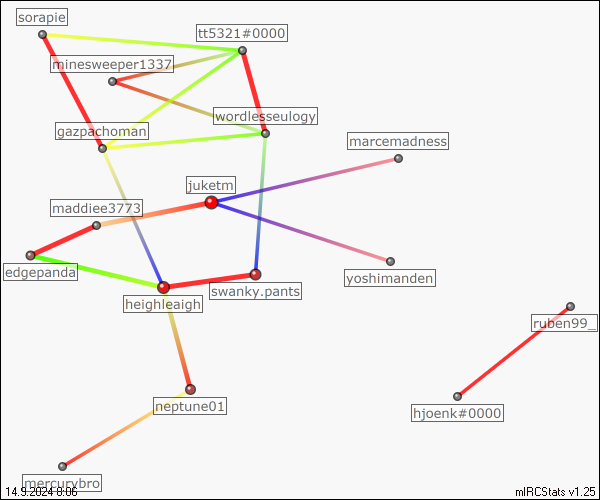 sorapie
tt5321#0000
minesweeper1337
wordlesseulogy
gazpachoman
marcemadness
juketm
maddiee3773
edgepanda
yoshimanden
swanky.pants
heighleaigh
ruben99_
neptune01
hjoenk#0000
mercurybro
14.9.2024 8:06
mIRCStats v1.25